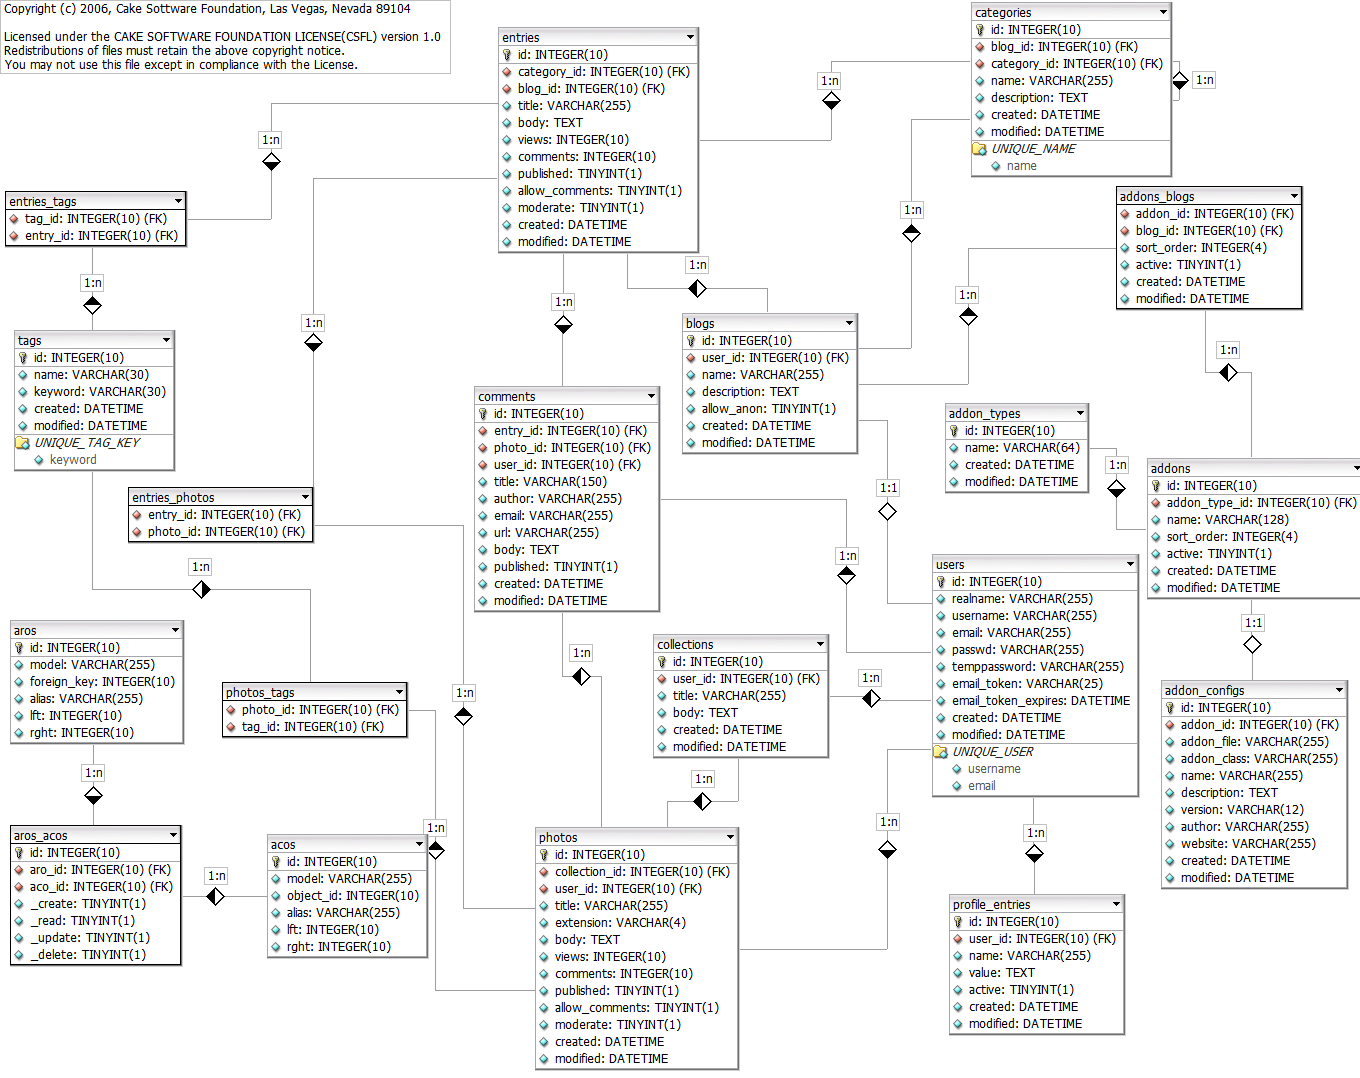 Copyright (c) 2006, Cake Sottware Foundation, Las Vegas, Nevada 89104
Licensed under the CAKE SOFTWARE FOUNDATION LICENSE(CSFL) version 1.0
Redistributions of files must retain the above copyright notice.
You may not use this file except in compliance with the License.
entries
id: INTEGER(10)
category_id: INTEGER(10) (FK)
blog_id: INTEGER(10) (FK)
title: VARCHAR(255)
body: TEXT
views: INTEGER(10)
comments: INTEGER(10)
published: TINYINT(1)
allow_comments: TINYINT(1)
moderate: TINYINT(1)
created: DATETIME
modified: DATETIME
categories
id: INTEGER(10)
blog_id: INTEGER(10) (FK)
category_id: INTEGER(10) (FK)
name: VARCHAR(255)
description: TEXT
created: DATETIME
modified: DATETIME
UNIQUE_NAME
name
1:n
1:n
1:n
1:n
1:n
1:n
1:n
entries_tags
tag_id: INTEGER(10) (FK)
entry_id: INTEGER(10) (FK)
1:n
addons_blogs
addon_id: INTEGER(10) (FK)
blog_id: INTEGER(10) (FK)
sort_order: INTEGER(4)
active: TINYINT(1)
created: DATETIME
modified: DATETIME
1:n
1:n
tags
id: INTEGER(10)
name: VARCHAR(30)
keyword: VARCHAR(30)
created: DATETIME
modified: DATETIME
UNIQUE_TAG_KEY
keyword
blogs
id: INTEGER(10)
user_id: INTEGER(10) (FK)
name: VARCHAR(255)
description: TEXT
allow_anon: TINYINT(1)
created: DATETIME
modified: DATETIME
comments
id: INTEGER(10)
entry_id: INTEGER(10) (FK)
photo_id: INTEGER(10) (FK)
user_id: INTEGER(10) (FK)
title: VARCHAR(150)
author: VARCHAR(255)
email: VARCHAR(255)
url: VARCHAR(255)
body: TEXT
published: TINYINT(1)
created: DATETIME
modified: DATETIME
addon_types
id: INTEGER(10)
name: VARCHAR(64)
created: DATETIME
modified: DATETIME
1:n
addons
id: INTEGER(10)
addon_type_id: INTEGER(10) (FK)
name: VARCHAR(128)
sort_order: INTEGER(4)
active: TINYINT(1)
created: DATETIME
modified: DATETIME
entries_photos
entry_id: INTEGER(10) (FK)
photo_id: INTEGER(10) (FK)
1:1
1:n
1:n
users
id: INTEGER(10)
realname: VARCHAR(255)
username: VARCHAR(255)
email: VARCHAR(255)
passwd: VARCHAR(255)
temppassword: VARCHAR(255)
email_token: VARCHAR(25)
email_token_expires: DATETIME
created: DATETIME
modified: DATETIME
UNIQUE_USER
username
email
1:1
aros
id: INTEGER(10)
model: VARCHAR(255)
foreign_key: INTEGER(10)
alias: VARCHAR(255)
lft: INTEGER(10)
rght: INTEGER(10)
collections
id: INTEGER(10)
user_id: INTEGER(10) (FK)
title: VARCHAR(255)
body: TEXT
created: DATETIME
modified: DATETIME
1:n
1:n
1:n
photos_tags
photo_id: INTEGER(10) (FK)
tag_id: INTEGER(10) (FK)
addon_configs
id: INTEGER(10)
addon_id: INTEGER(10) (FK)
addon_file: VARCHAR(255)
addon_class: VARCHAR(255)
name: VARCHAR(255)
description: TEXT
version: VARCHAR(12)
author: VARCHAR(255)
website: VARCHAR(255)
created: DATETIME
modified: DATETIME
1:n
1:n
1:n
1:n
1:n
aros_acos
id: INTEGER(10)
aro_id: INTEGER(10) (FK)
aco_id: INTEGER(10) (FK)
_create: TINYINT(1)
_read: TINYINT(1)
_update: TINYINT(1)
_delete: TINYINT(1)
1:n
acos
id: INTEGER(10)
model: VARCHAR(255)
object_id: INTEGER(10)
alias: VARCHAR(255)
lft: INTEGER(10)
rght: INTEGER(10)
photos
id: INTEGER(10)
collection_id: INTEGER(10) (FK)
user_id: INTEGER(10) (FK)
title: VARCHAR(255)
extension: VARCHAR(4)
body: TEXT
views: INTEGER(10)
comments: INTEGER(10)
published: TINYINT(1)
allow_comments: TINYINT(1)
moderate: TINYINT(1)
created: DATETIME
modified: DATETIME
profile_entries
id: INTEGER(10)
user_id: INTEGER(10) (FK)
name: VARCHAR(255)
value: TEXT
active: TINYINT(1)
created: DATETIME
modified: DATETIME